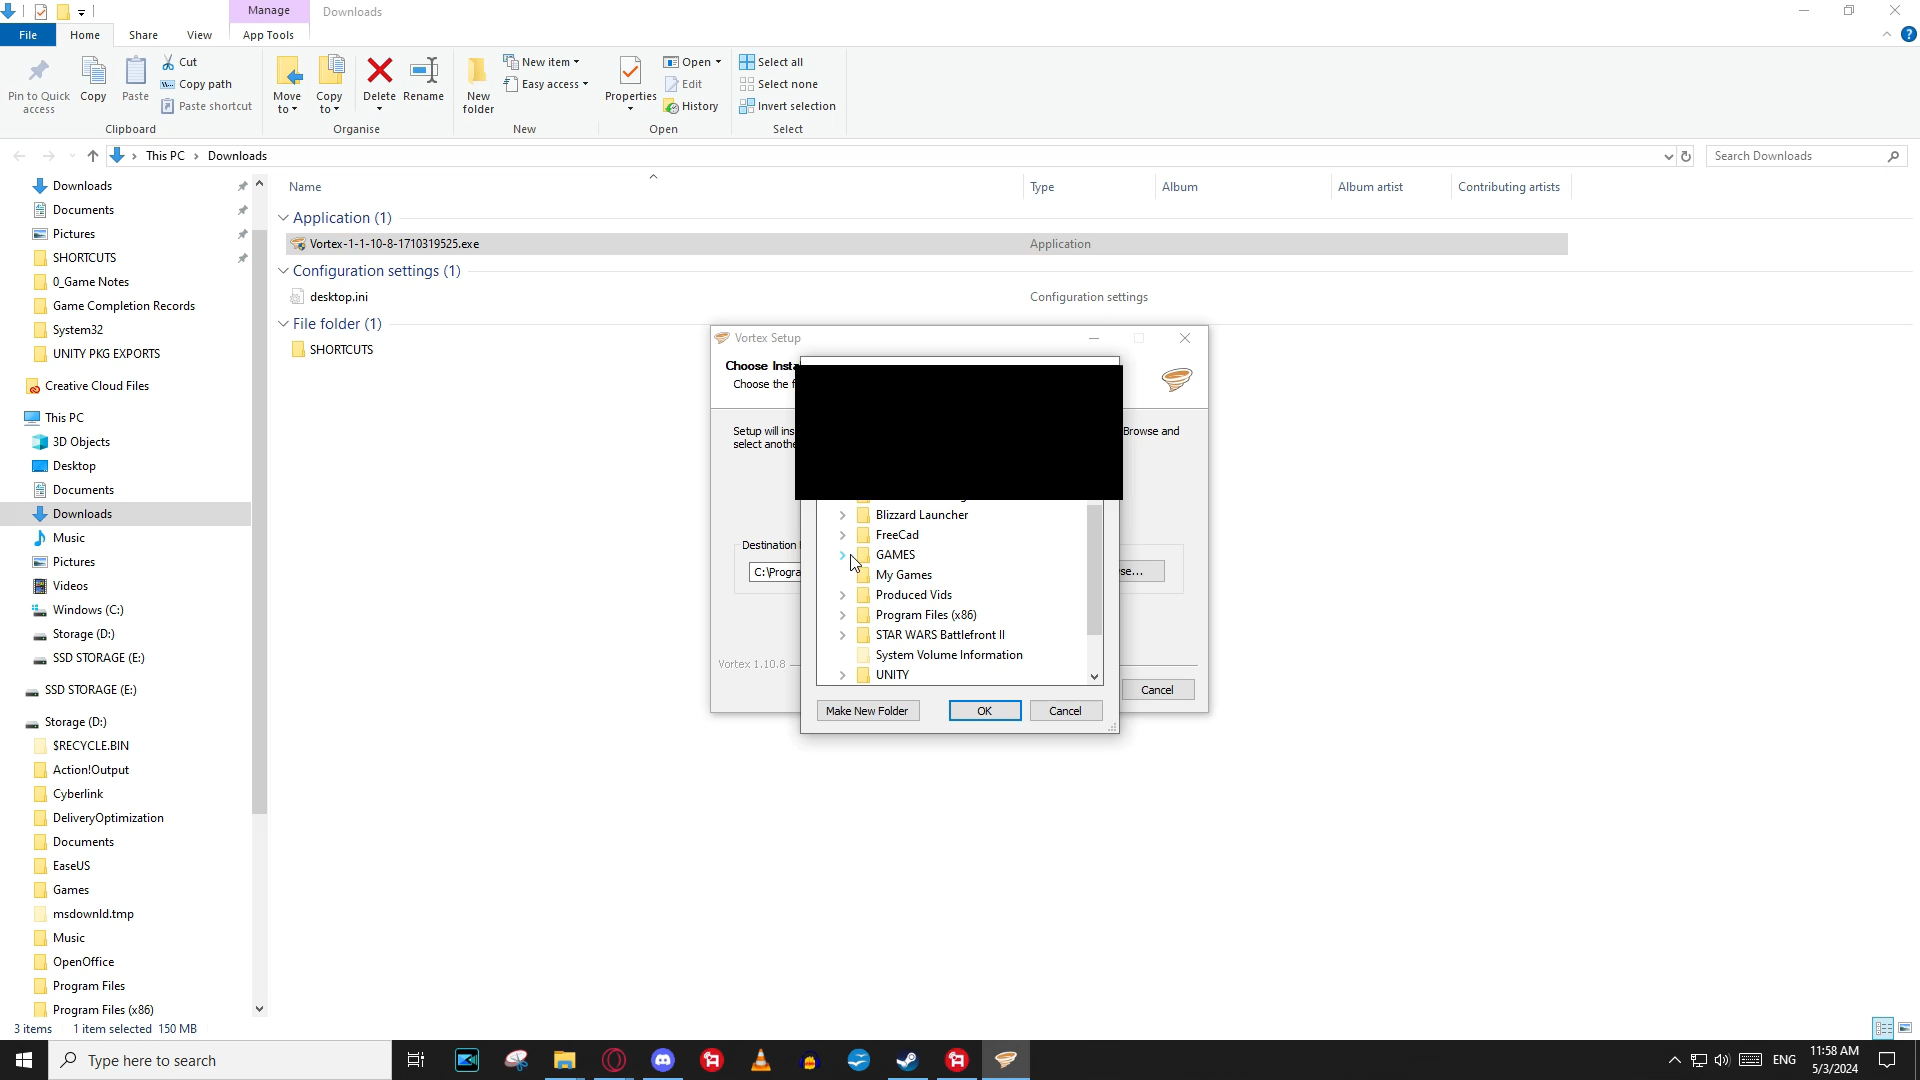 Manage
Downloads
File
Home
Share
View
App Tools
Pin to Quick access
Copy
Paste
Cut
Copy path
Paste shortcut
Clipboard
Move to
Copy to
Delete
Rename
Organise
New folder
New item
Easy access
New
Properties
Open
Edit
History
Open
Select all
Select none
Invert selection
Select
This PC
Downloads
Search Downloads
Name
Type
Album
Album artist
Contributing artists
Application (1)
Vortex-1-1-10-8-1710319525.exe
Application
Configuration settings (1)
desktop.ini
Configuration settings
File folder (1)
SHORTCUTS
Downloads
Documents
Pictures
SHORTCUTS
0_Game Notes
Game Completion Records
System32
UNITY PKG EXPORTS
Creative Cloud Files
This PC
3D Objects
Desktop
Documents
Downloads
Music
Pictures
Videos
Windows (C:)
Storage (D:)
SSD STORAGE (E:)
SSD STORAGE (E:)
Storage (D:)
$RECYCLE.BIN
Action!Output
Cyberlink
DeliveryOptimization
Documents
EaseUS
Games
msdownld.tmp
Music
OpenOffice
Program Files
Program Files (x86)
Vortex Setup
Choose Insta
Choose the f
Setup will ins
Browse and
select anothe
Destination
C:\Progra
se...
Vortex 1.10.8
Cancel
Blizzard Launcher
FreeCad
GAMES
My Games
Produced Vids
Program Files (x86)
STAR WARS Battlefront II
System Volume Information
UNITY
Make New Folder
OK
Cancel
3 items
1 item selected 150 MB
Type here to search
ENG
11:58 AM
5/3/2024